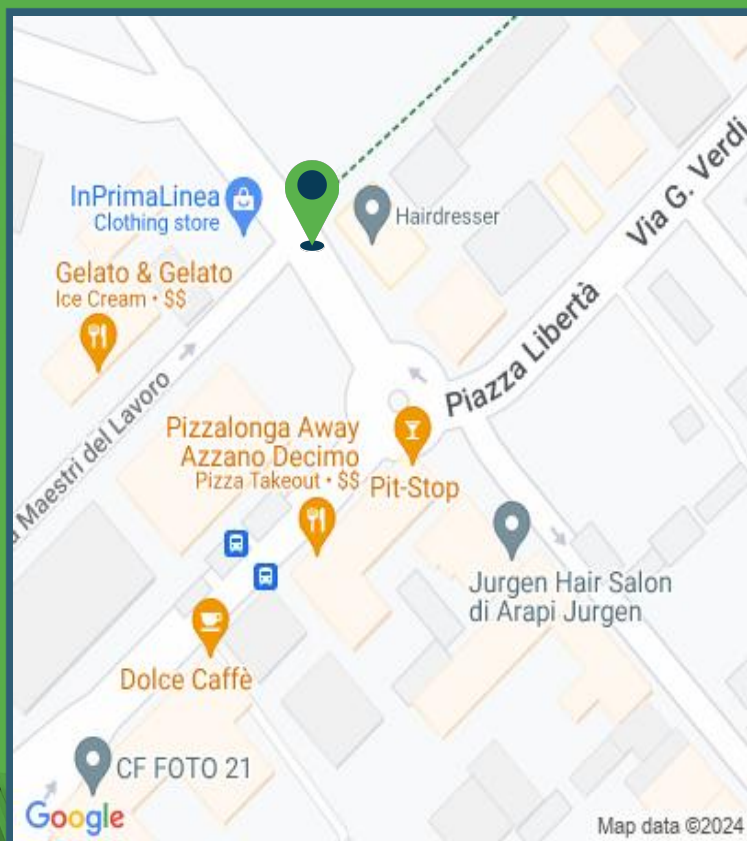 InPrimaLinea
Clothing store
Hairdresser
Via G. Verdi
Gelato & Gelato
Ice Cream • $$
Piazza Libertà
a Maestri del Lavoro
Pizzalonga Away
Azzano Decimo
Pizza Takeout • $$
Pit-Stop
Jurgen Hair Salon
di Arapi Jurgen
Dolce Caffè
CF FOTO 21
Google
Map data ©2024